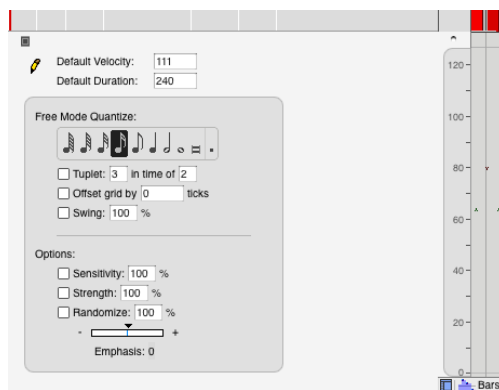 Default Velocity: 111
Default Duration: 240
Free Mode Quantize:
Tuplet: 3 in time of 2
Offset grid by 0 ticks
Swing: 100 %
Options:
Sensitivity: 100 %
Strength: 100 %
Randomize: 100 %
- +
Emphasis: 0
120
100
80
60
40
20
0
Bars